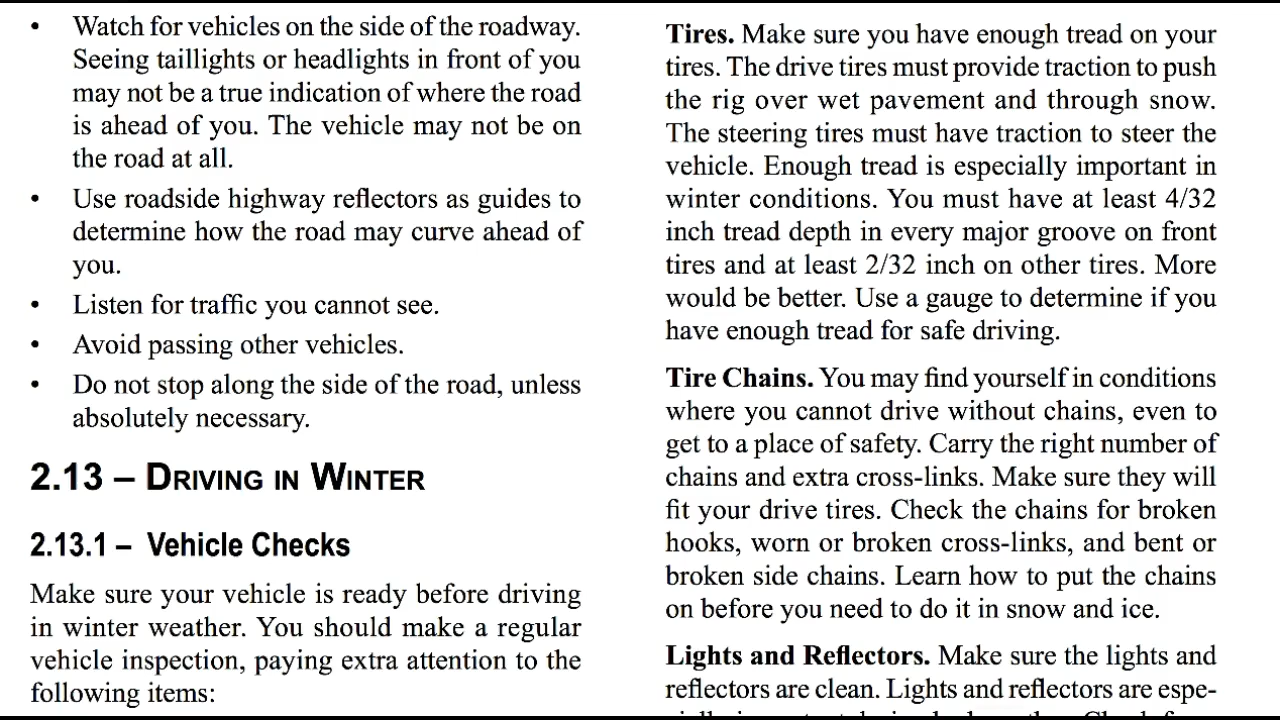 • Watch for vehicles on the side of the roadway.
Seeing taillights or headlights in front of you
may not be a true indication of where the road
is ahead of you. The vehicle may not be on
the road at all.
• Use roadside highway reflectors as guides to
determine how the road may curve ahead of
you.
• Listen for traffic you cannot see.
• Avoid passing other vehicles.
• Do not stop along the side of the road, unless
absolutely necessary.
2.13 – Driving in Winter
2.13.1 – Vehicle Checks
Make sure your vehicle is ready before driving
in winter weather. You should make a regular
vehicle inspection, paying extra attention to the
following items:
Tires. Make sure you have enough tread on your
tires. The drive tires must provide traction to push
the rig over wet pavement and through snow.
The steering tires must have traction to steer the
vehicle. Enough tread is especially important in
winter conditions. You must have at least 4/32
inch tread depth in every major groove on front
tires and at least 2/32 inch on other tires. More
would be better. Use a gauge to determine if you
have enough tread for safe driving.
Tire Chains. You may find yourself in conditions
where you cannot drive without chains, even to
get to a place of safety. Carry the right number of
chains and extra cross-links. Make sure they will
fit your drive tires. Check the chains for broken
hooks, worn or broken cross-links, and bent or
broken side chains. Learn how to put the chains
on before you need to do it in snow and ice.
Lights and Reflectors. Make sure the lights and
reflectors are clean. Lights and reflectors are espe-